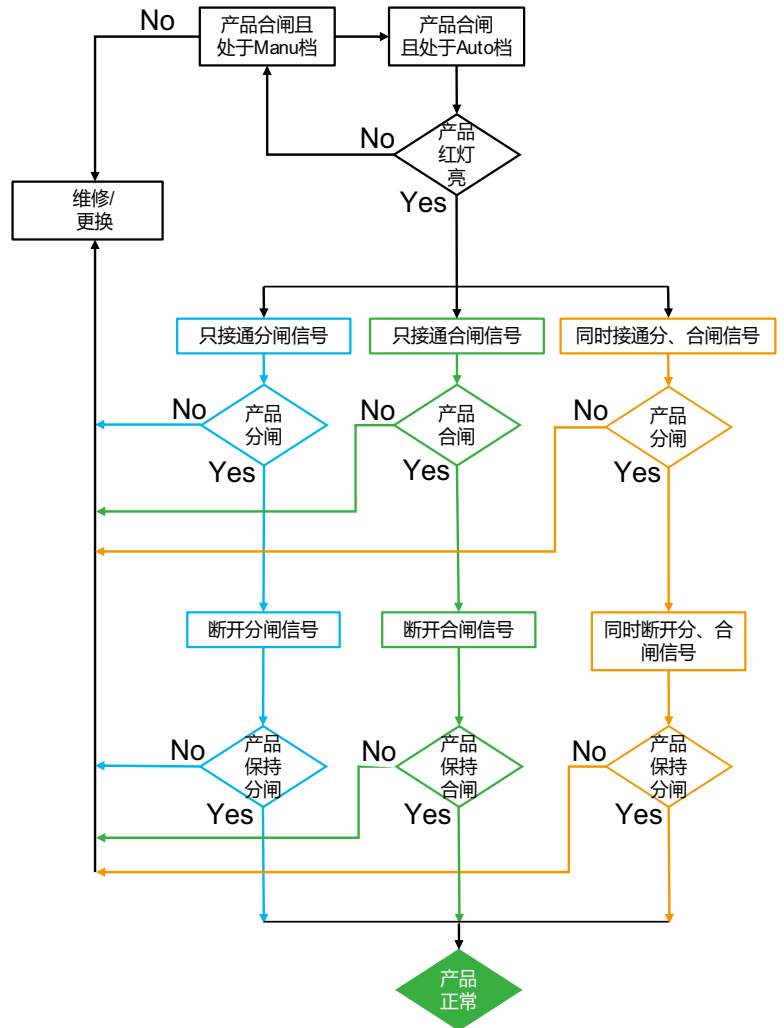 No
产品合闸且
处于Manu档
产品合闸
且处于Auto档
No
产品
红灯
亮
Yes
维修/
更换
只接通分闸信号
只接通合闸信号
同时接通分、合闸信号
No
产品
分闸
Yes
No
产品
合闸
Yes
No
产品
分闸
Yes
断开分闸信号
断开合闸信号
同时断开分、合
闸信号
No
产品
保持
分闸
Yes
No
产品
保持
合闸
Yes
No
产品
保持
分闸
Yes
产品
正常